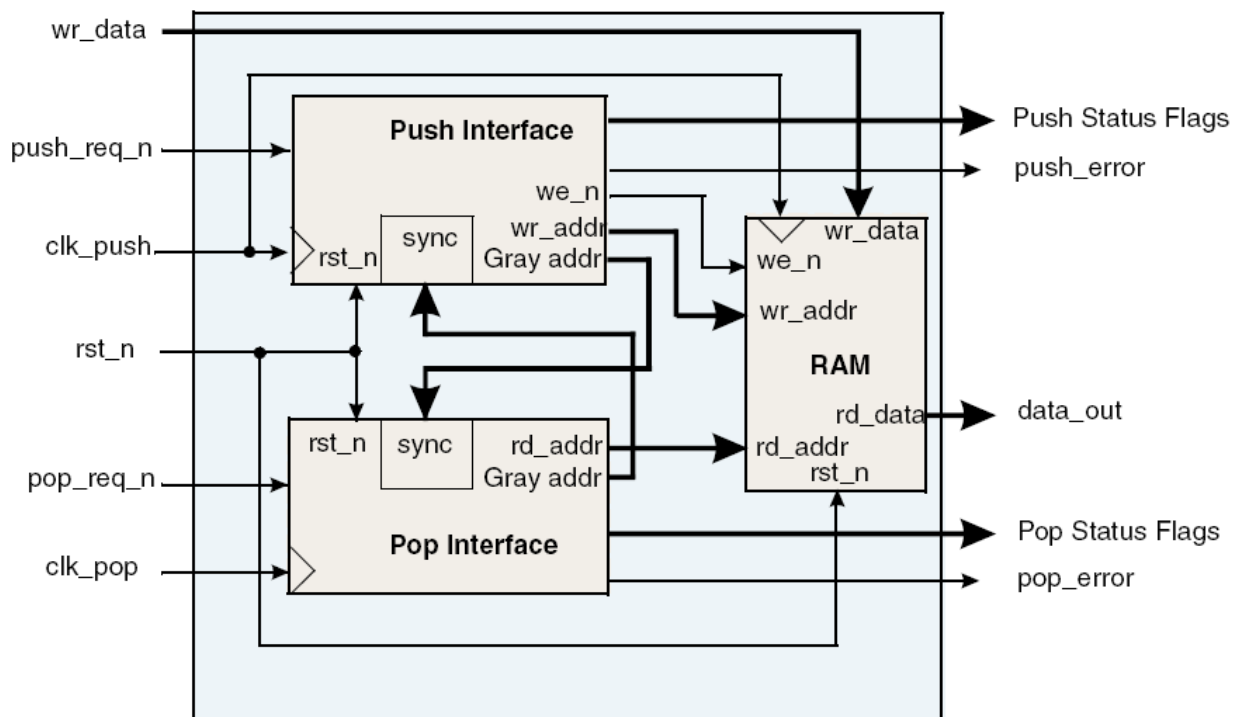 wr_data
Push Interface
Push Status Flags
push_req_n
push_error
we_n
wr_addr
wr_data
clk_push
rst_n
sync
Gray addr
we_n
wr_addr
rst_n
RAM
rd_data
data_out
rst_n
sync
rd_addr
rd_addr
pop_req_n
Gray addr
rst_n
Pop Interface
Pop Status Flags
clk_pop
pop_error